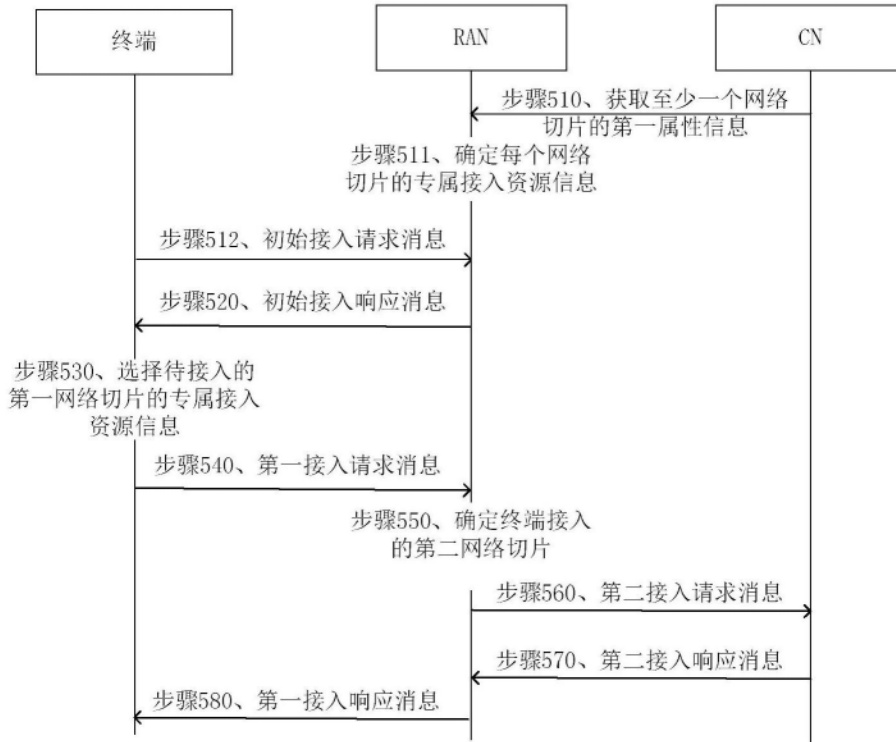 终端
RAN
CN
步骤510、获取至少一个网络
切片的第一属性信息
步骤511、确定每个网络
切片的专属接入资源信息
步骤512、初始接入请求消息
步骤520、初始接入响应消息
步骤530、选择待接入的
第一网络切片的专属接入
资源信息
步骤540、第一接入请求消息
步骤550、确定终端接入
的第二网络切片
步骤560、第二接入请求消息
步骤570、第二接入响应消息
步骤580、第一接入响应消息